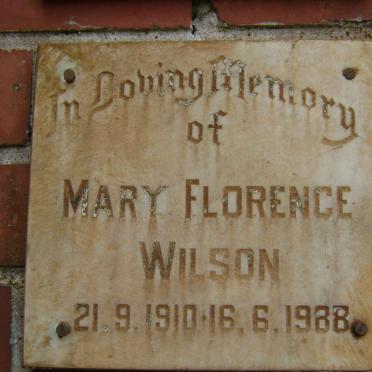 In Loving Memory
of
MARY FLORENCE
WILSON
21.9.1910·16.6.1988.